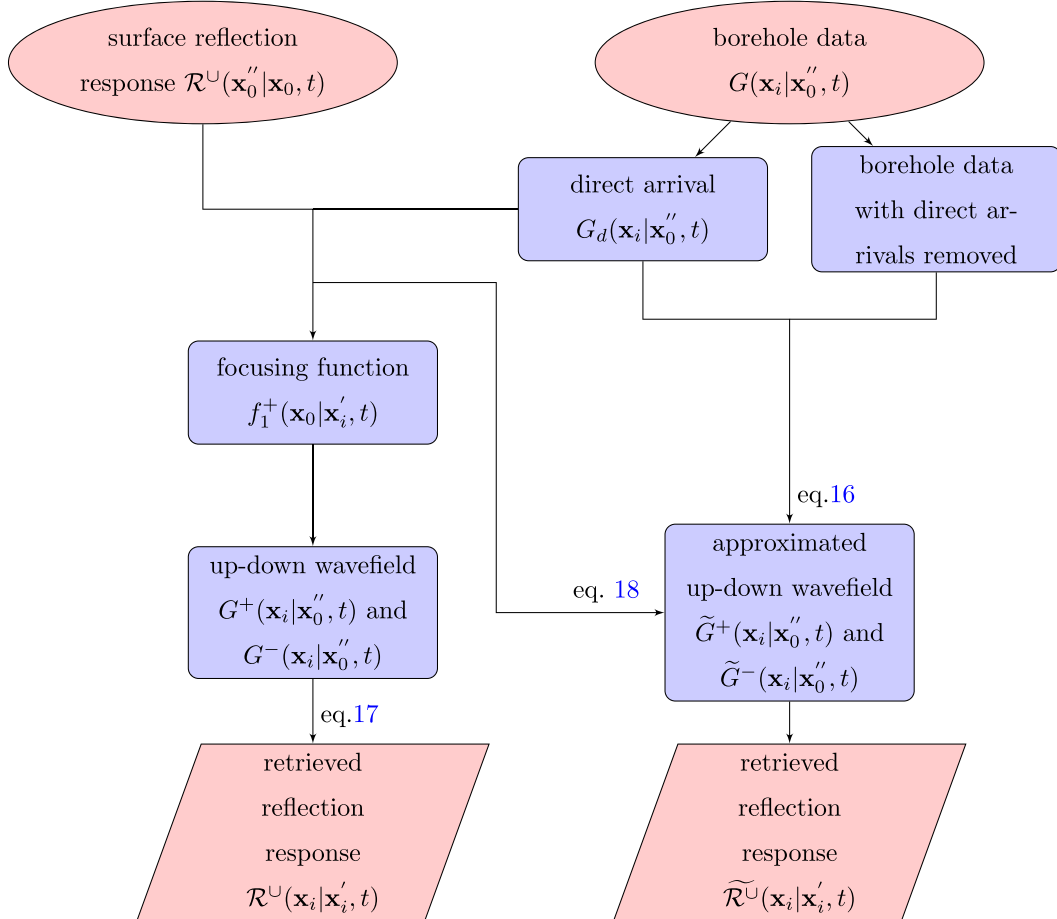 surface reflection
response $\mathcal{R}^{\cup}(\mathbf{x}_0^{''}|\mathbf{x}_0, t)$
borehole data
$G(\mathbf{x}_i|\mathbf{x}_0^{''}, t)$
direct arrival
$G_d(\mathbf{x}_i|\mathbf{x}_0^{''}, t)$
borehole data
with direct ar-
rivals removed
focusing function
$f_1^+(\mathbf{x}_0|\mathbf{x}_i^{'}, t)$
eq.16
up-down wavefield
$G^+(\mathbf{x}_i|\mathbf{x}_0^{''}, t)$ and
$G^-(\mathbf{x}_i|\mathbf{x}_0^{''}, t)$
eq. 18
approximated
up-down wavefield
$\widetilde{G}^+(\mathbf{x}_i|\mathbf{x}_0^{''}, t)$ and
$\widetilde{G}^-(\mathbf{x}_i|\mathbf{x}_0^{''}, t)$
eq.17
retrieved
reflection
response
$\mathcal{R}^{\cup}(\mathbf{x}_i|\mathbf{x}_i^{'}, t)$
retrieved
reflection
response
$\widetilde{\mathcal{R}^{\cup}}(\mathbf{x}_i|\mathbf{x}_i^{'}, t)$